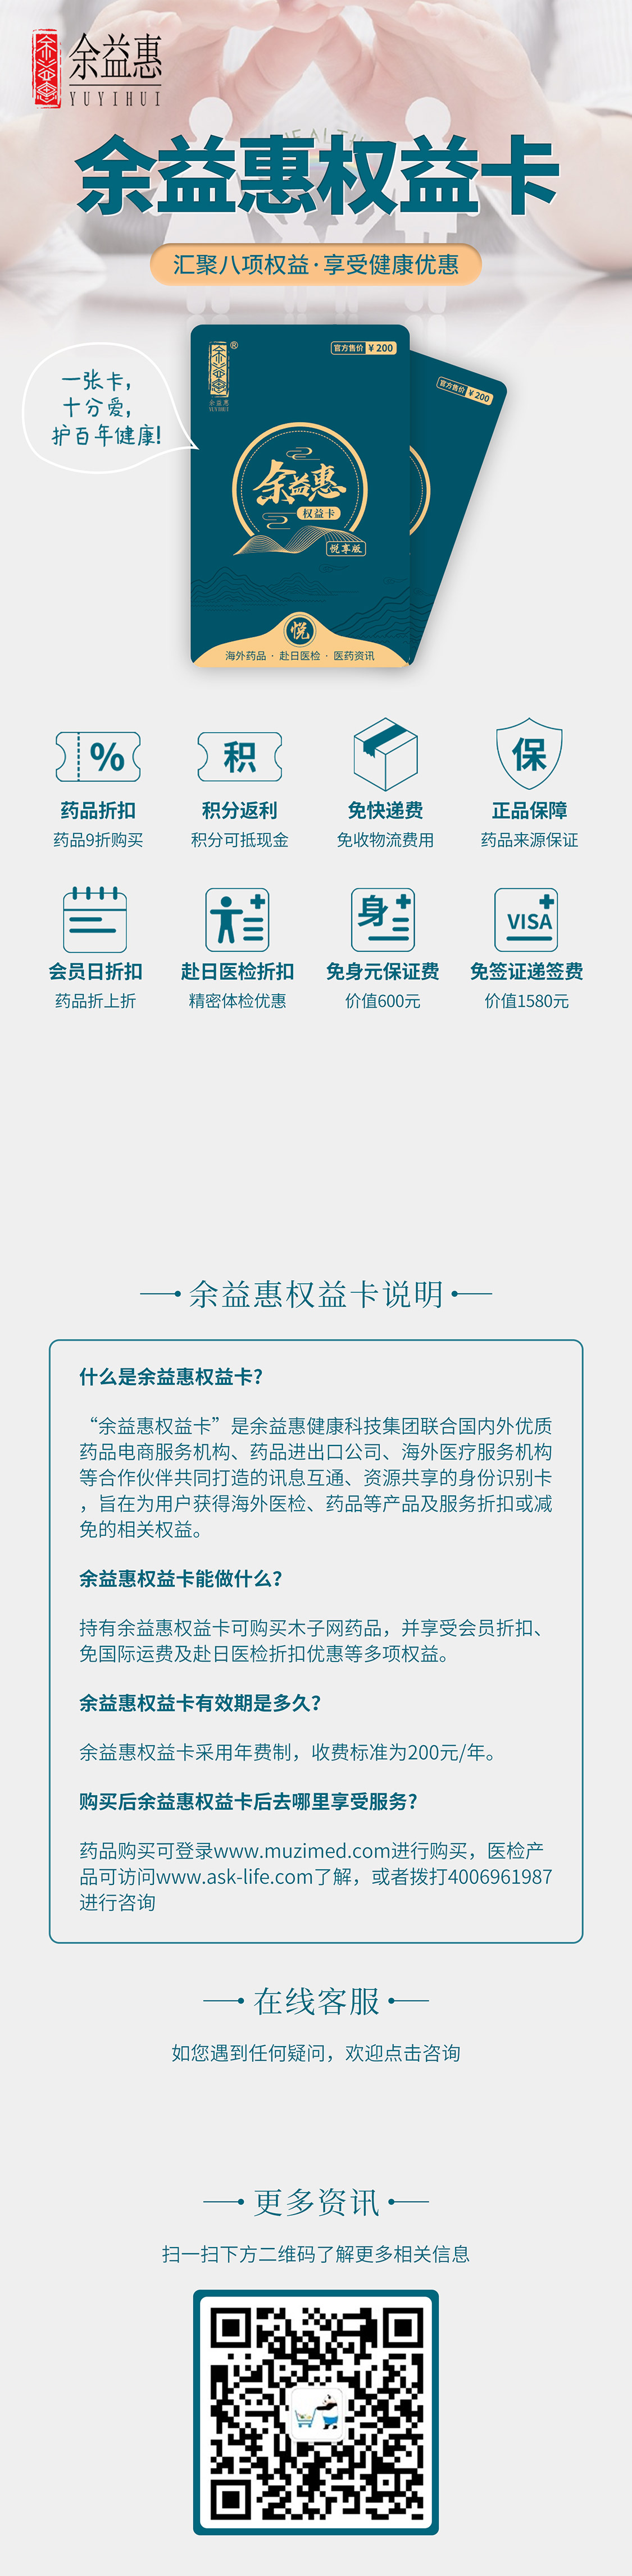 余益惠
YUYIHUI
HEALTH
余益惠权益卡
汇聚八项权益·享受健康优惠
一张卡，
十分爱，
护百年健康!
余益惠
YUYIHUI
官方售价 ¥200
官方售价 ¥200
余益惠
权益卡
悦享版
悦
海外药品 · 赴日医检 · 医药资讯
% 积 保
药品折扣 积分返利 免快递费 正品保障
药品9折购买 积分可抵现金 免收物流费用 药品来源保证
身 VISA
会员日折扣 赴日医检折扣 免身元保证费 免签证递签费
药品折上折 精密体检优惠 价值600元 价值1580元
余益惠权益卡说明
什么是余益惠权益卡?
“余益惠权益卡”是余益惠健康科技集团联合国内外优质
药品电商服务机构、药品进出口公司、海外医疗服务机构
等合作伙伴共同打造的讯息互通、资源共享的身份识别卡
，旨在为用户获得海外医检、药品等产品及服务折扣或减
免的相关权益。
余益惠权益卡能做什么?
持有余益惠权益卡可购买木子网药品，并享受会员折扣、
免国际运费及赴日医检折扣优惠等多项权益。
余益惠权益卡有效期是多久?
余益惠权益卡采用年费制，收费标准为200元/年。
购买后余益惠权益卡后去哪里享受服务?
药品购买可登录www.muzimed.com进行购买，医检产
品可访问www.ask-life.com了解，或者拨打4006961987
进行咨询
在线客服
如您遇到任何疑问，欢迎点击咨询
更多资讯
扫一扫下方二维码了解更多相关信息